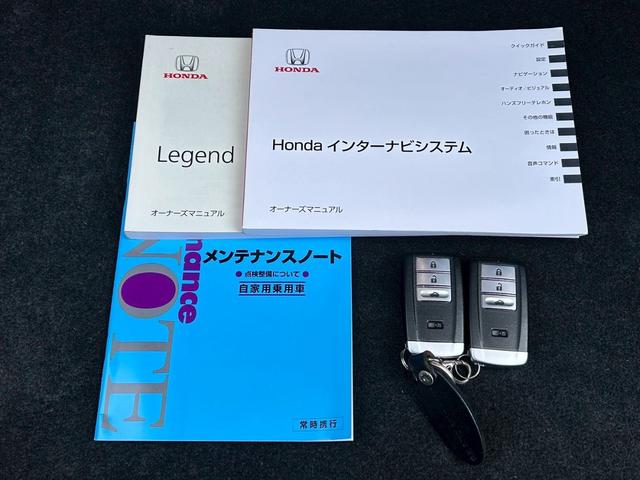 HONDA
Legend
オーナーズマニュアル
HONDA
Honda インターナビシステム
オーナーズマニュアル
クイックガイド
設定
ナビゲーション
オーディオ/ビジュアル
ハンズフリーテレホン
その他の機能
困ったときは
情報
音声コマンド
索引
nance
NOTE
メンテナンスノート
● 点検整備について ●
自家用乗用車
常時携行